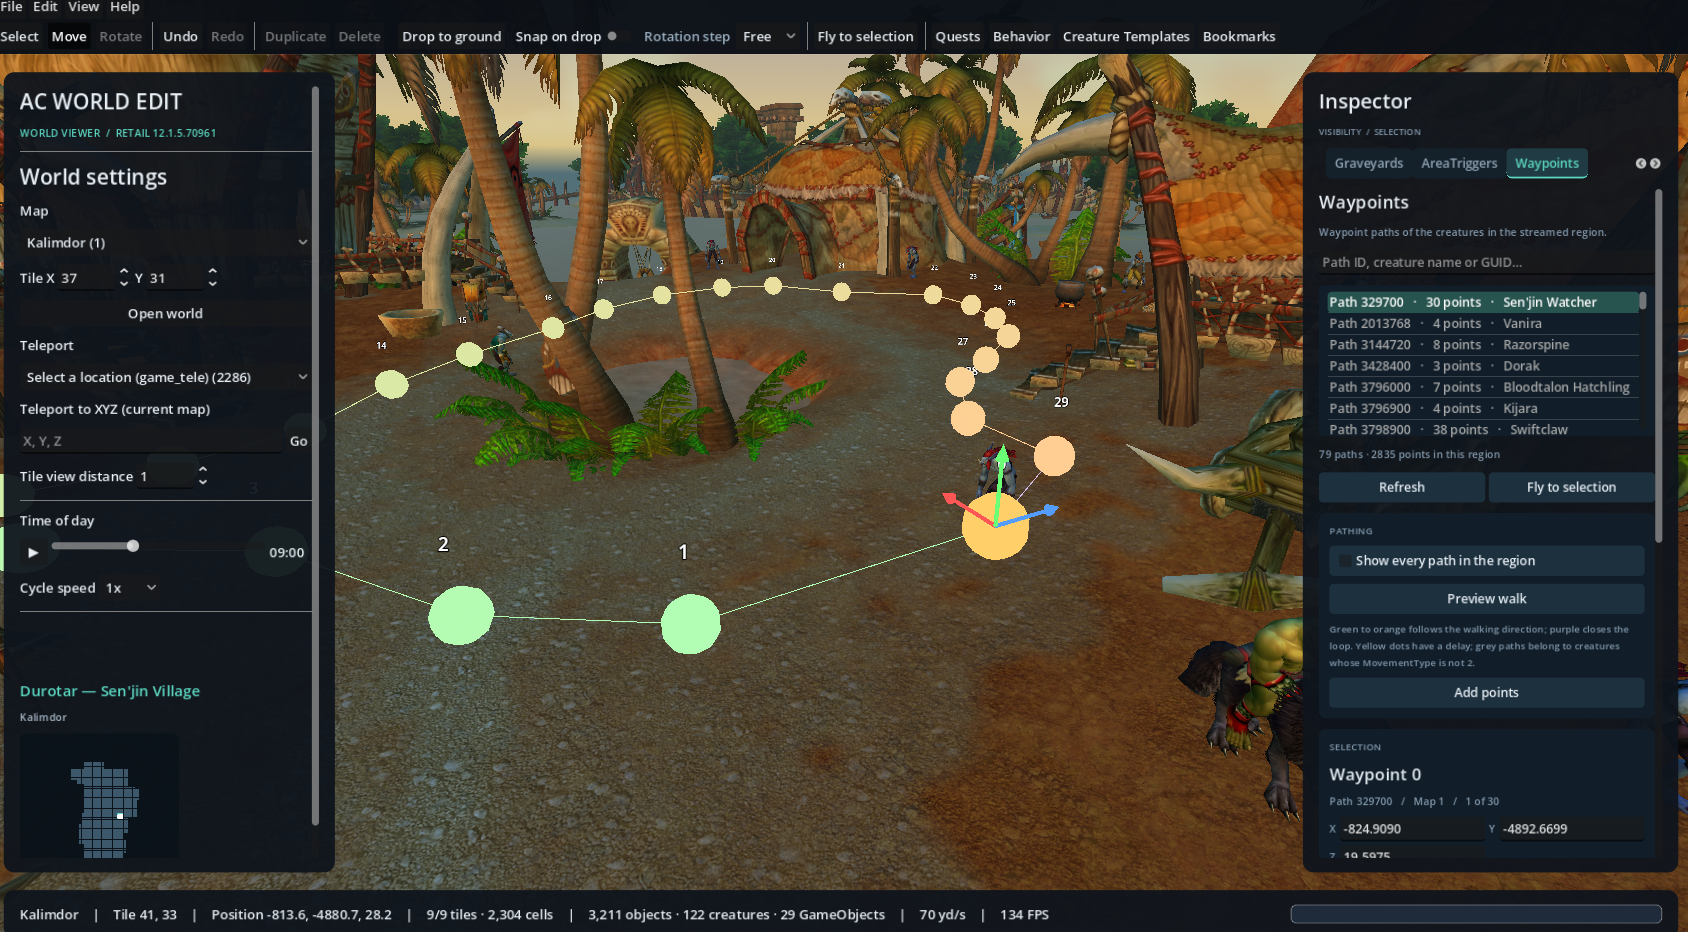 File Edit View Help
Select Move Rotate Undo Redo Duplicate Delete Drop to ground Snap on drop Rotation step Free Fly to selection Quests Behavior Creature Templates Bookmarks
AC WORLD EDIT
WORLD VIEWER / RETAIL 12.1.5.70961
World settings
Map
Kalimdor (1)
Tile X 37 Y 31
Open world
Teleport
Select a location (game_tele) (2286)
Teleport to XYZ (current map)
X, Y, Z Go
Tile view distance 1
3
Time of day
09:00
Cycle speed 1x
Durotar — Sen'jin Village
Kalimdor
14
15
16
17
18
20
21
22
23
24
25
27
29
2
1
Inspector
VISIBILITY / SELECTION
Graveyards AreaTriggers Waypoints
Waypoints
Waypoint paths of the creatures in the streamed region.
Path ID, creature name or GUID...
Path 329700 · 30 points · Sen'jin Watcher
Path 2013768 · 4 points · Vanira
Path 3144720 · 8 points · Razorspine
Path 3428400 · 3 points · Dorak
Path 3796000 · 7 points · Bloodtalon Hatchling
Path 3796900 · 4 points · Kijara
Path 3798900 · 38 points · Swiftclaw
79 paths · 2835 points in this region
Refresh Fly to selection
PATHING
Show every path in the region
Preview walk
Green to orange follows the walking direction; purple closes the
loop. Yellow dots have a delay; grey paths belong to creatures
whose MovementType is not 2.
Add points
SELECTION
Waypoint 0
Path 329700 / Map 1 / 1 of 30
X -824.9090 Y -4892.6699
Z 19.5975
Kalimdor | Tile 41, 33 | Position -813.6, -4880.7, 28.2 | 9/9 tiles · 2,304 cells | 3,211 objects · 122 creatures · 29 GameObjects | 70 yd/s | 134 FPS